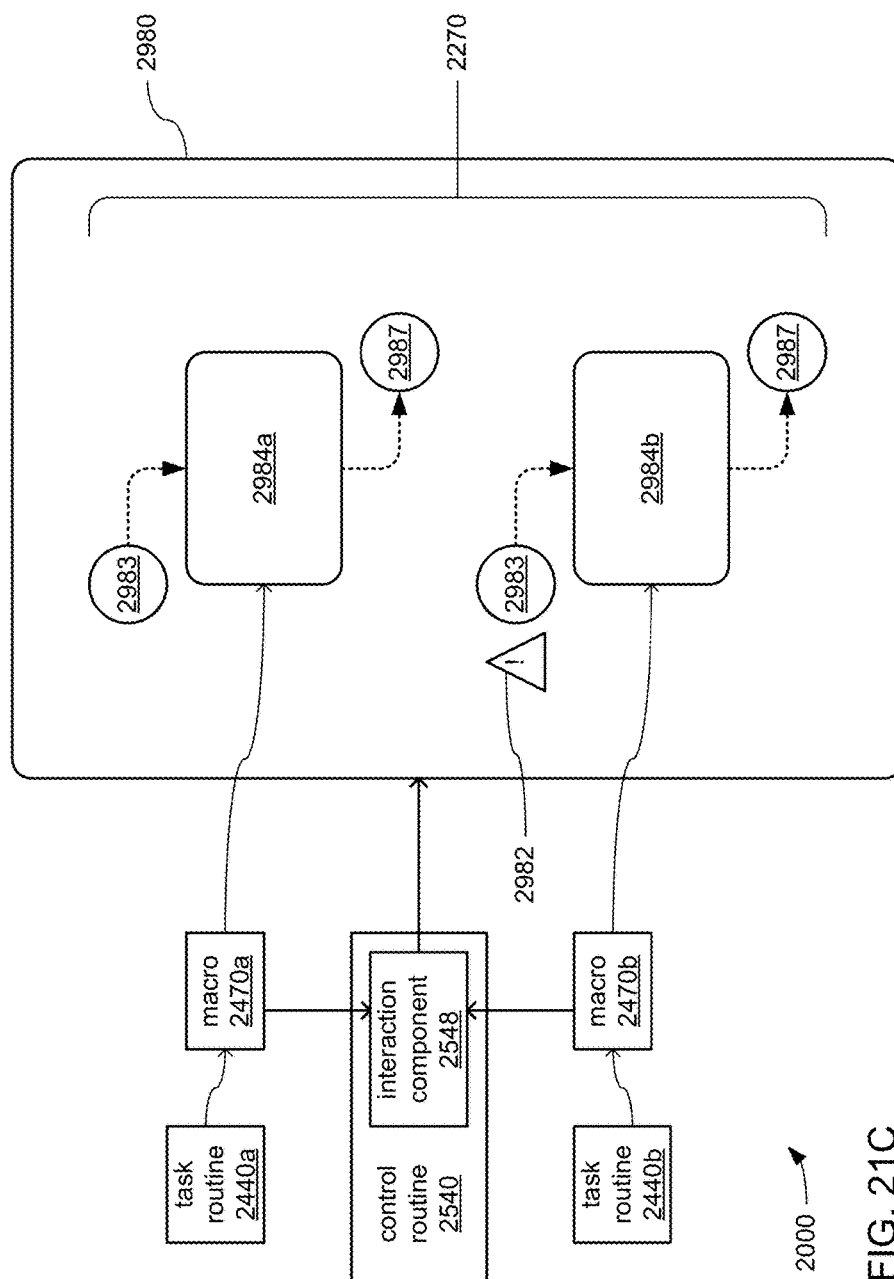 2980
2270
2983
2984a
2987
2983
2984b
2987
2982
macro
2470a
interaction
component
2548
macro
2470b
task
routine
2440a
control
routine
2540
task
routine
2440b
2000
FIG. 21C
!